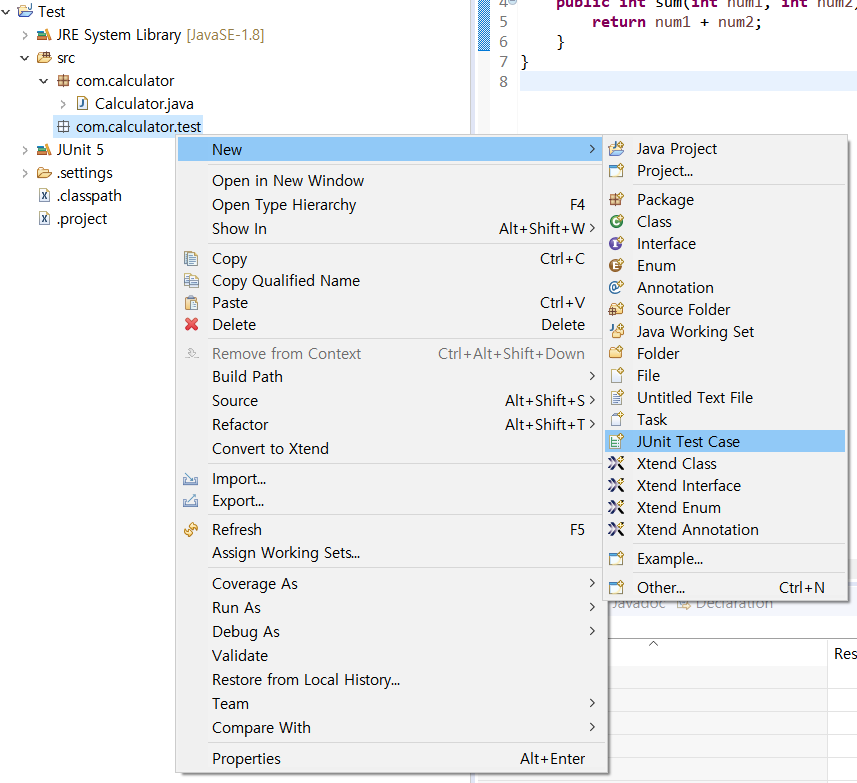 Test
JRE System Library [JavaSE-1.8]
src
com.calculator
Calculator.java
com.calculator.test
JUnit 5
.settings
.classpath
.project
4 public int sum(int num1, int num2
5 return num1 + num2;
6 }
7 }
8
New
Open in New Window
Open Type Hierarchy F4
Show In Alt+Shift+W
Copy Ctrl+C
Copy Qualified Name
Paste Ctrl+V
Delete Delete
Remove from Context Ctrl+Alt+Shift+Down
Build Path
Source Alt+Shift+S
Refactor Alt+Shift+T
Convert to Xtend
Import...
Export...
Refresh F5
Assign Working Sets...
Coverage As
Run As
Debug As
Validate
Restore from Local History...
Team
Compare With
Properties Alt+Enter
Java Project
Project...
Package
Class
Interface
Enum
Annotation
Source Folder
Java Working Set
Folder
File
Untitled Text File
Task
JUnit Test Case
Xtend Class
Xtend Interface
Xtend Enum
Xtend Annotation
Example...
Other... Ctrl+N
Javadoc Declaration
Res